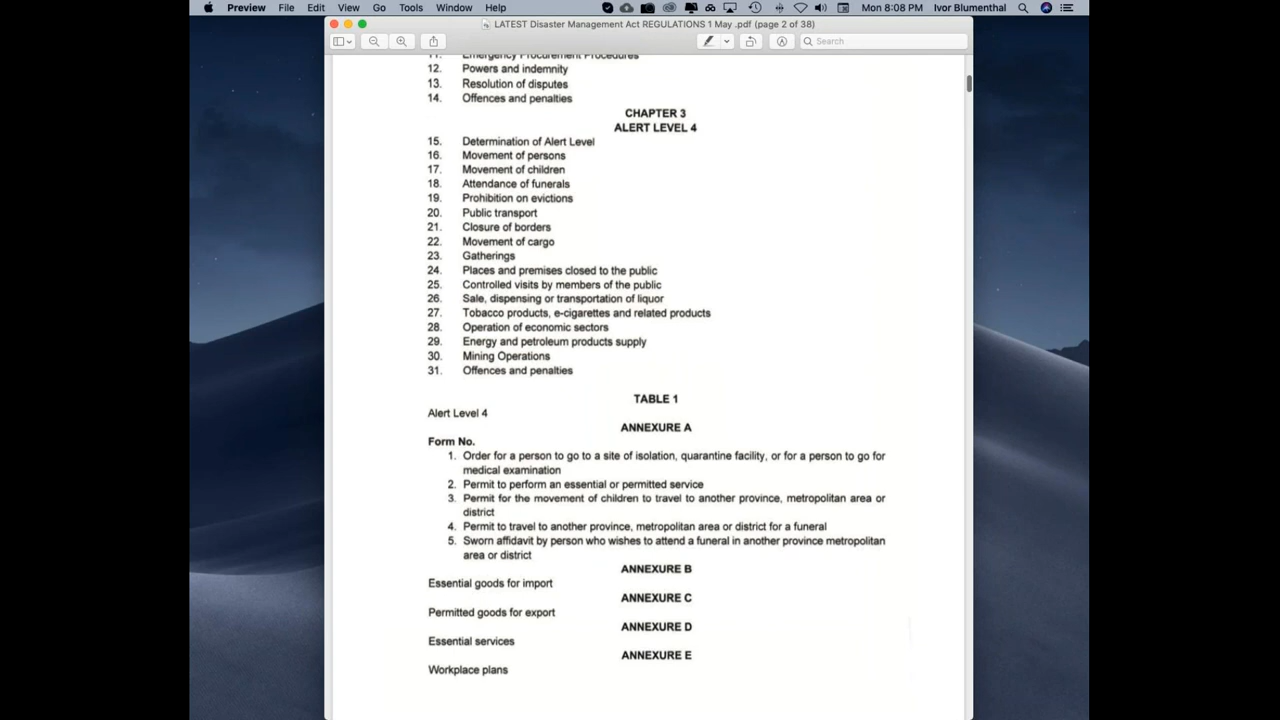 Preview File Edit View Go Tools Window Help Mon 8:08 PM Ivor Blumenthal
LATEST Disaster Management Act REGULATIONS 1 May .pdf (page 2 of 38)
Search
11. Emergency Procurement Procedures
12. Powers and indemnity
13. Resolution of disputes
14. Offences and penalties
CHAPTER 3
ALERT LEVEL 4
15. Determination of Alert Level
16. Movement of persons
17. Movement of children
18. Attendance of funerals
19. Prohibition on evictions
20. Public transport
21. Closure of borders
22. Movement of cargo
23. Gatherings
24. Places and premises closed to the public
25. Controlled visits by members of the public
26. Sale, dispensing or transportation of liquor
27. Tobacco products, e-cigarettes and related products
28. Operation of economic sectors
29. Energy and petroleum products supply
30. Mining Operations
31. Offences and penalties
TABLE 1
Alert Level 4
ANNEXURE A
Form No.
1. Order for a person to go to a site of isolation, quarantine facility, or for a person to go for
medical examination
2. Permit to perform an essential or permitted service
3. Permit for the movement of children to travel to another province, metropolitan area or
district
4. Permit to travel to another province, metropolitan area or district for a funeral
5. Sworn affidavit by person who wishes to attend a funeral in another province metropolitan
area or district
ANNEXURE B
Essential goods for import
ANNEXURE C
Permitted goods for export
ANNEXURE D
Essential services
ANNEXURE E
Workplace plans